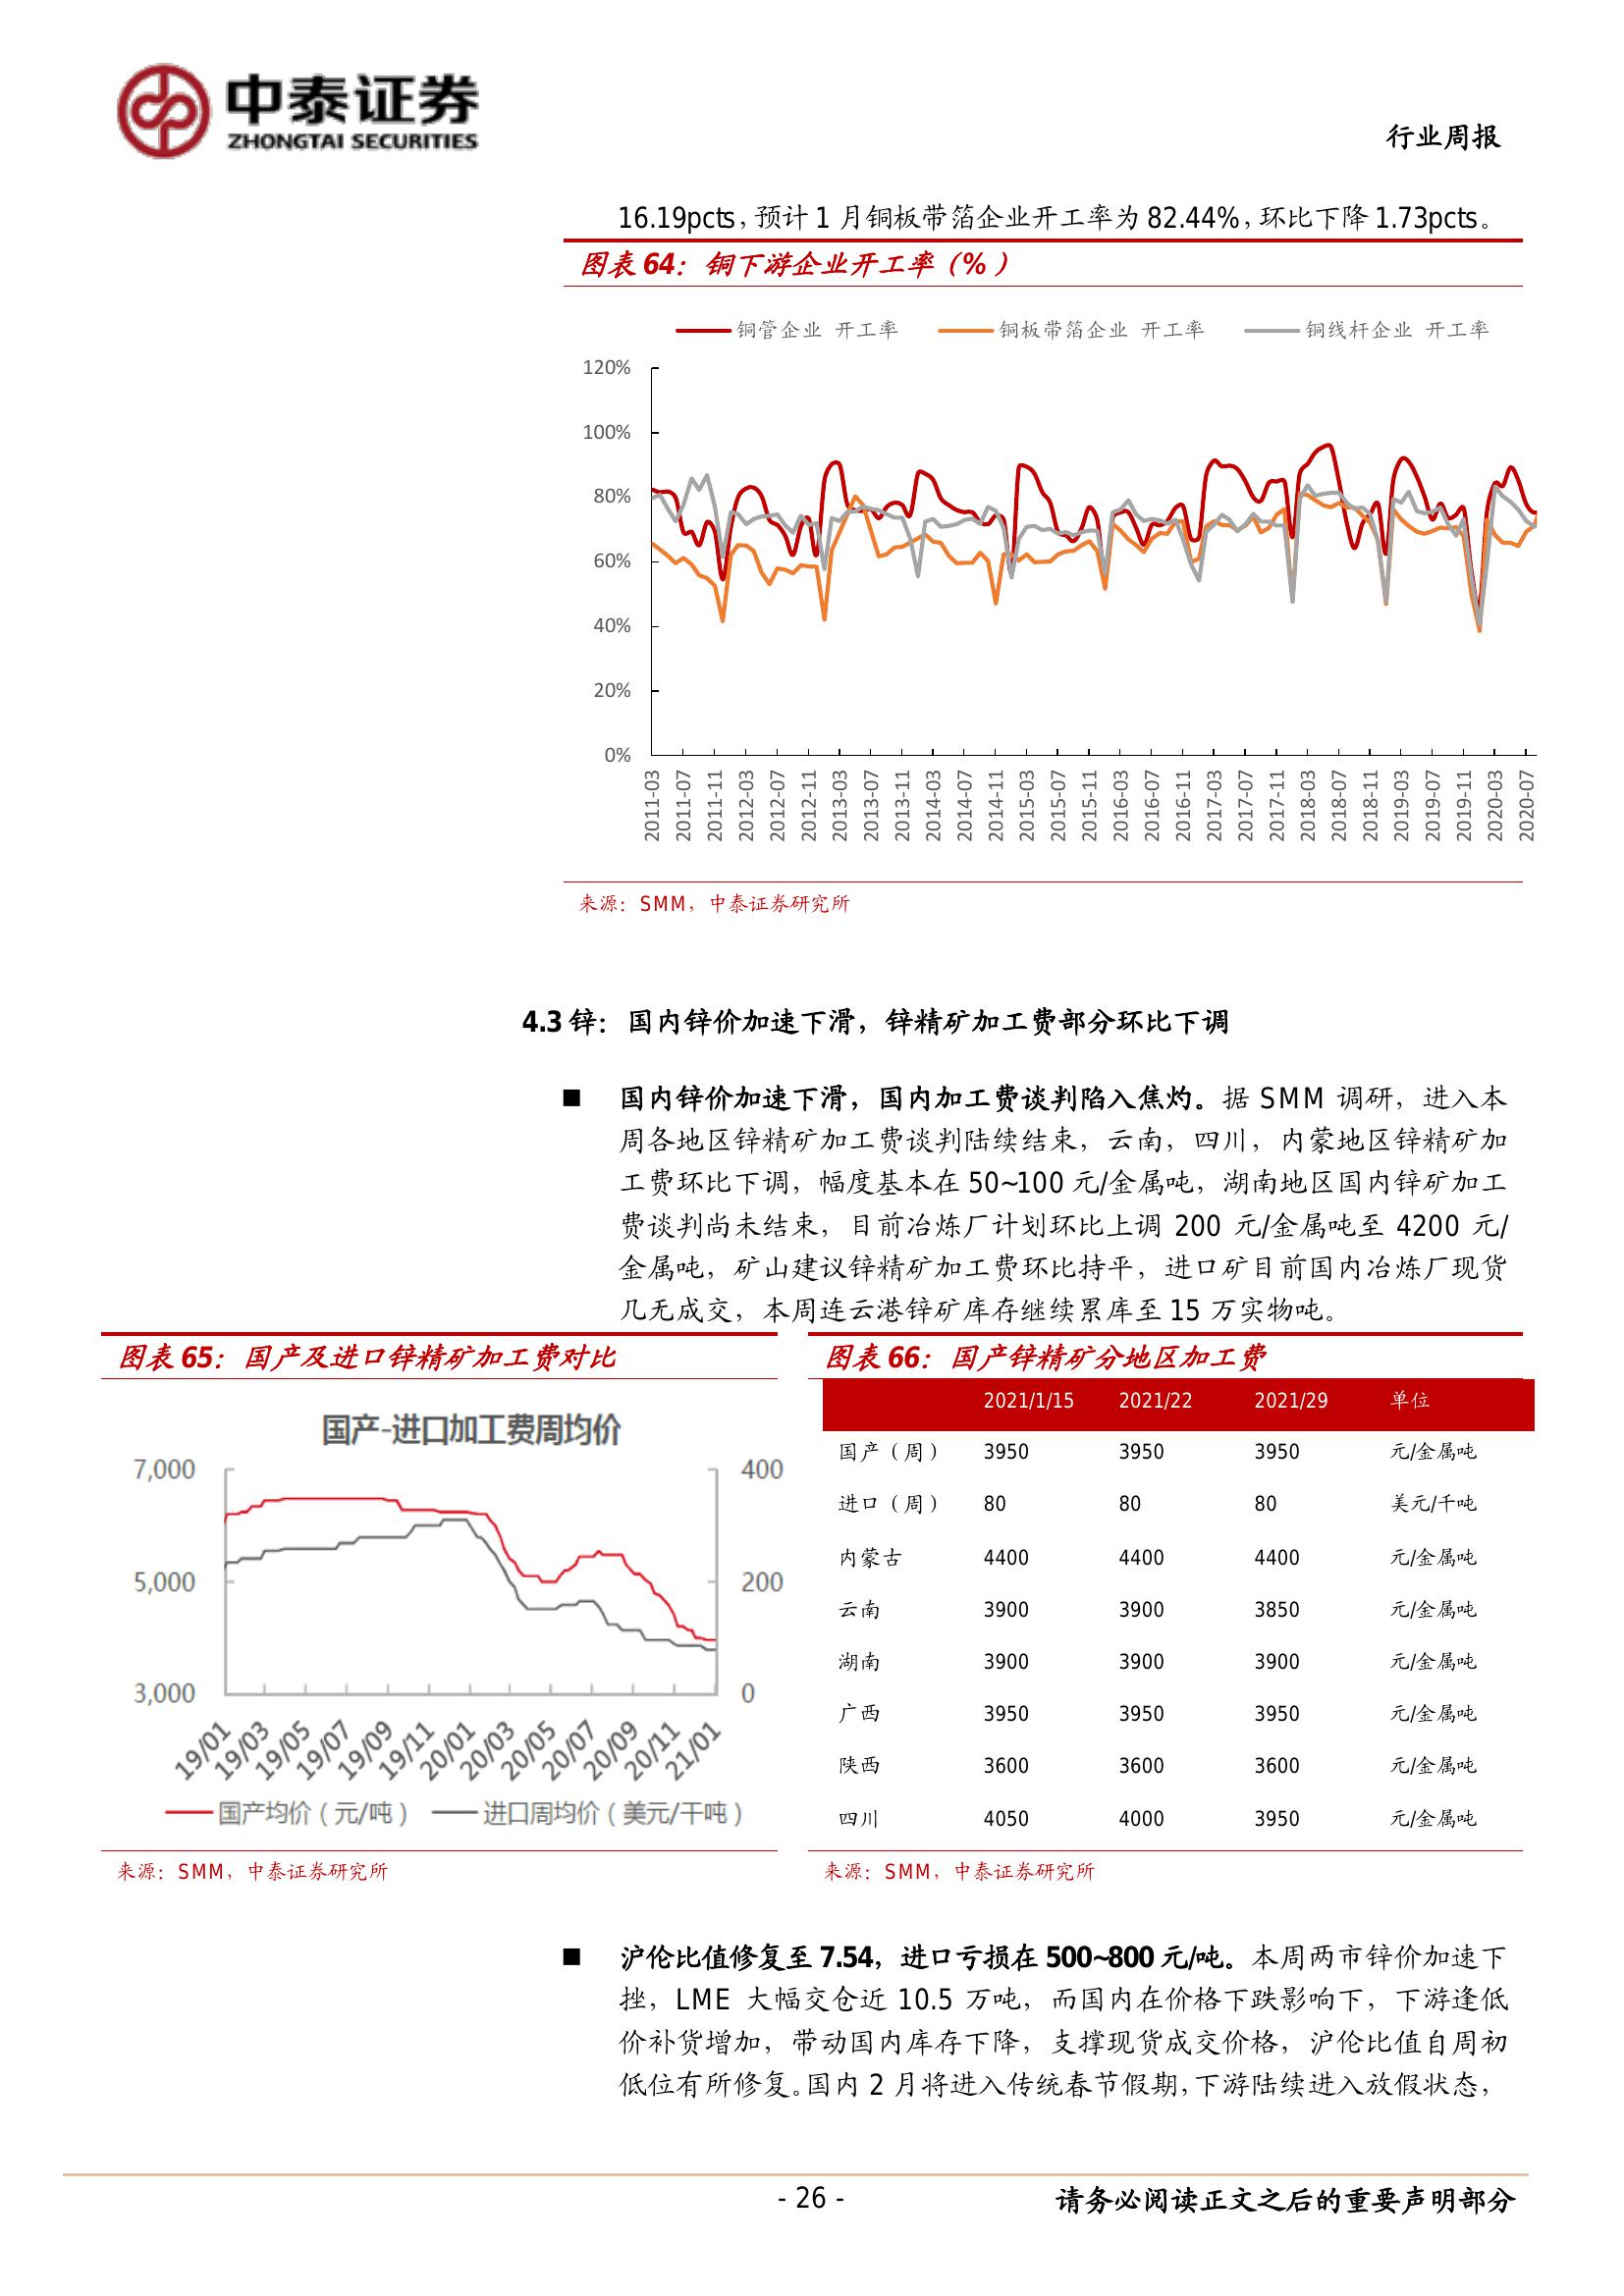 中泰证券
ZHONGTAI SECURITIES
行业周报
16.19pcts，预计 1 月铜板带箔企业开工率为 82.44%，环比下降 1.73pcts。
图表 64：铜下游企业开工率（%）
铜管企业 开工率 铜板带箔企业 开工率 铜线杆企业 开工率
120%
100%
80%
60%
40%
20%
0%
2011-03 2011-07 2011-11 2012-03 2012-07 2012-11 2013-03 2013-07 2013-11 2014-03 2014-07 2014-11 2015-03 2015-07 2015-11 2016-03 2016-07 2016-11 2017-03 2017-07 2017-11 2018-03 2018-07 2018-11 2019-03 2019-07 2019-11 2020-03 2020-07
来源：SMM，中泰证券研究所
4.3 锌：国内锌价加速下滑，锌精矿加工费部分环比下调
■ 国内锌价加速下滑，国内加工费谈判陷入焦灼。据 SMM 调研，进入本
周各地区锌精矿加工费谈判陆续结束，云南，四川，内蒙地区锌精矿加
工费环比下调，幅度基本在 50~100 元/金属吨，湖南地区国内锌矿加工
费谈判尚未结束，目前冶炼厂计划环比上调 200 元/金属吨至 4200 元/
金属吨，矿山建议锌精矿加工费环比持平，进口矿目前国内冶炼厂现货
几无成交，本周连云港锌矿库存继续累库至 15 万实物吨。
图表 65：国产及进口锌精矿加工费对比
国产-进口加工费周均价
7,000 400
5,000 200
3,000 0
19/01 19/03 19/05 19/07 19/09 19/11 20/01 20/03 20/05 20/07 20/09 20/11 21/01
国产均价（元/吨） 进口周均价（美元/干吨）
来源：SMM，中泰证券研究所
图表 66：国产锌精矿分地区加工费
2021/1/15 2021/22 2021/29 单位
国产（周） 3950 3950 3950 元/金属吨
进口（周） 80 80 80 美元/干吨
内蒙古 4400 4400 4400 元/金属吨
云南 3900 3900 3850 元/金属吨
湖南 3900 3900 3900 元/金属吨
广西 3950 3950 3950 元/金属吨
陕西 3600 3600 3600 元/金属吨
四川 4050 4000 3950 元/金属吨
来源：SMM，中泰证券研究所
■ 沪伦比值修复至 7.54，进口亏损在 500~800 元/吨。本周两市锌价加速下
挫，LME 大幅交仓近 10.5 万吨，而国内在价格下跌影响下，下游逢低
价补货增加，带动国内库存下降，支撑现货成交价格，沪伦比值自周初
低位有所修复。国内 2 月将进入传统春节假期，下游陆续进入放假状态，
- 26 -
请务必阅读正文之后的重要声明部分